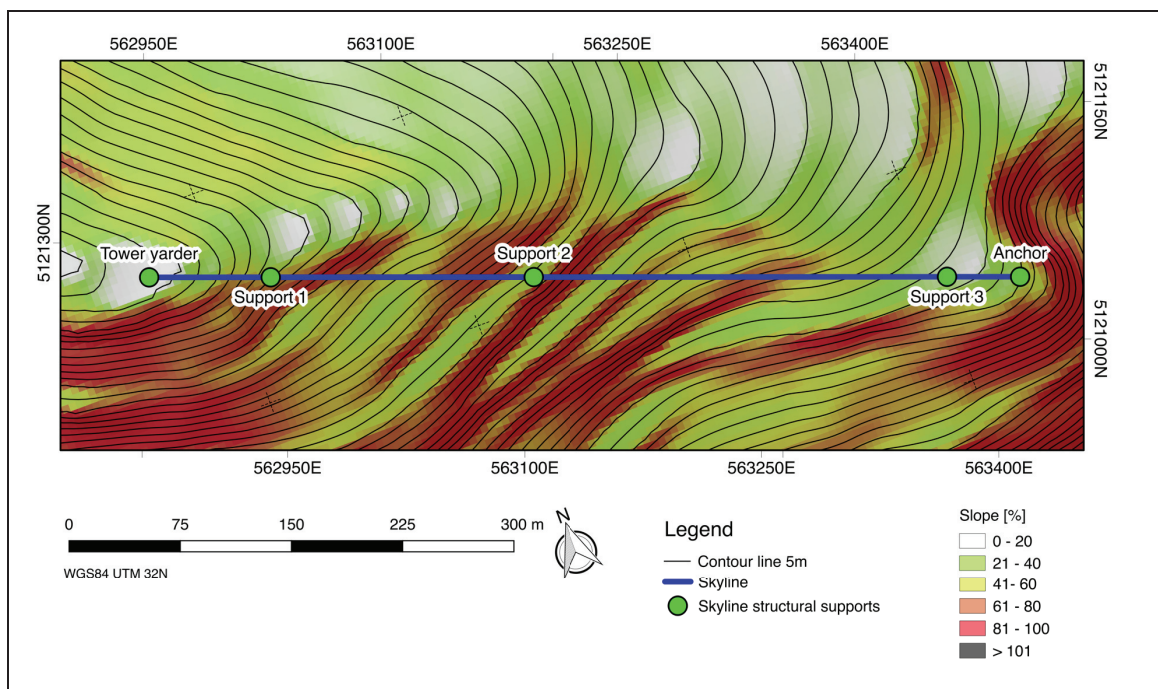 562950E 563100E 563250E 563400E
5121150N
5121300N
Tower yarder
Support 2
Anchor
Support 1
Support 3
5121000N
562950E 563100E 563250E 563400E
0 75 150 225 300 m
WGS84 UTM 32N
N
Legend
Contour line 5m
Skyline
Skyline structural supports
Slope [%]
0 - 20
21 - 40
41- 60
61 - 80
81 - 100
> 101